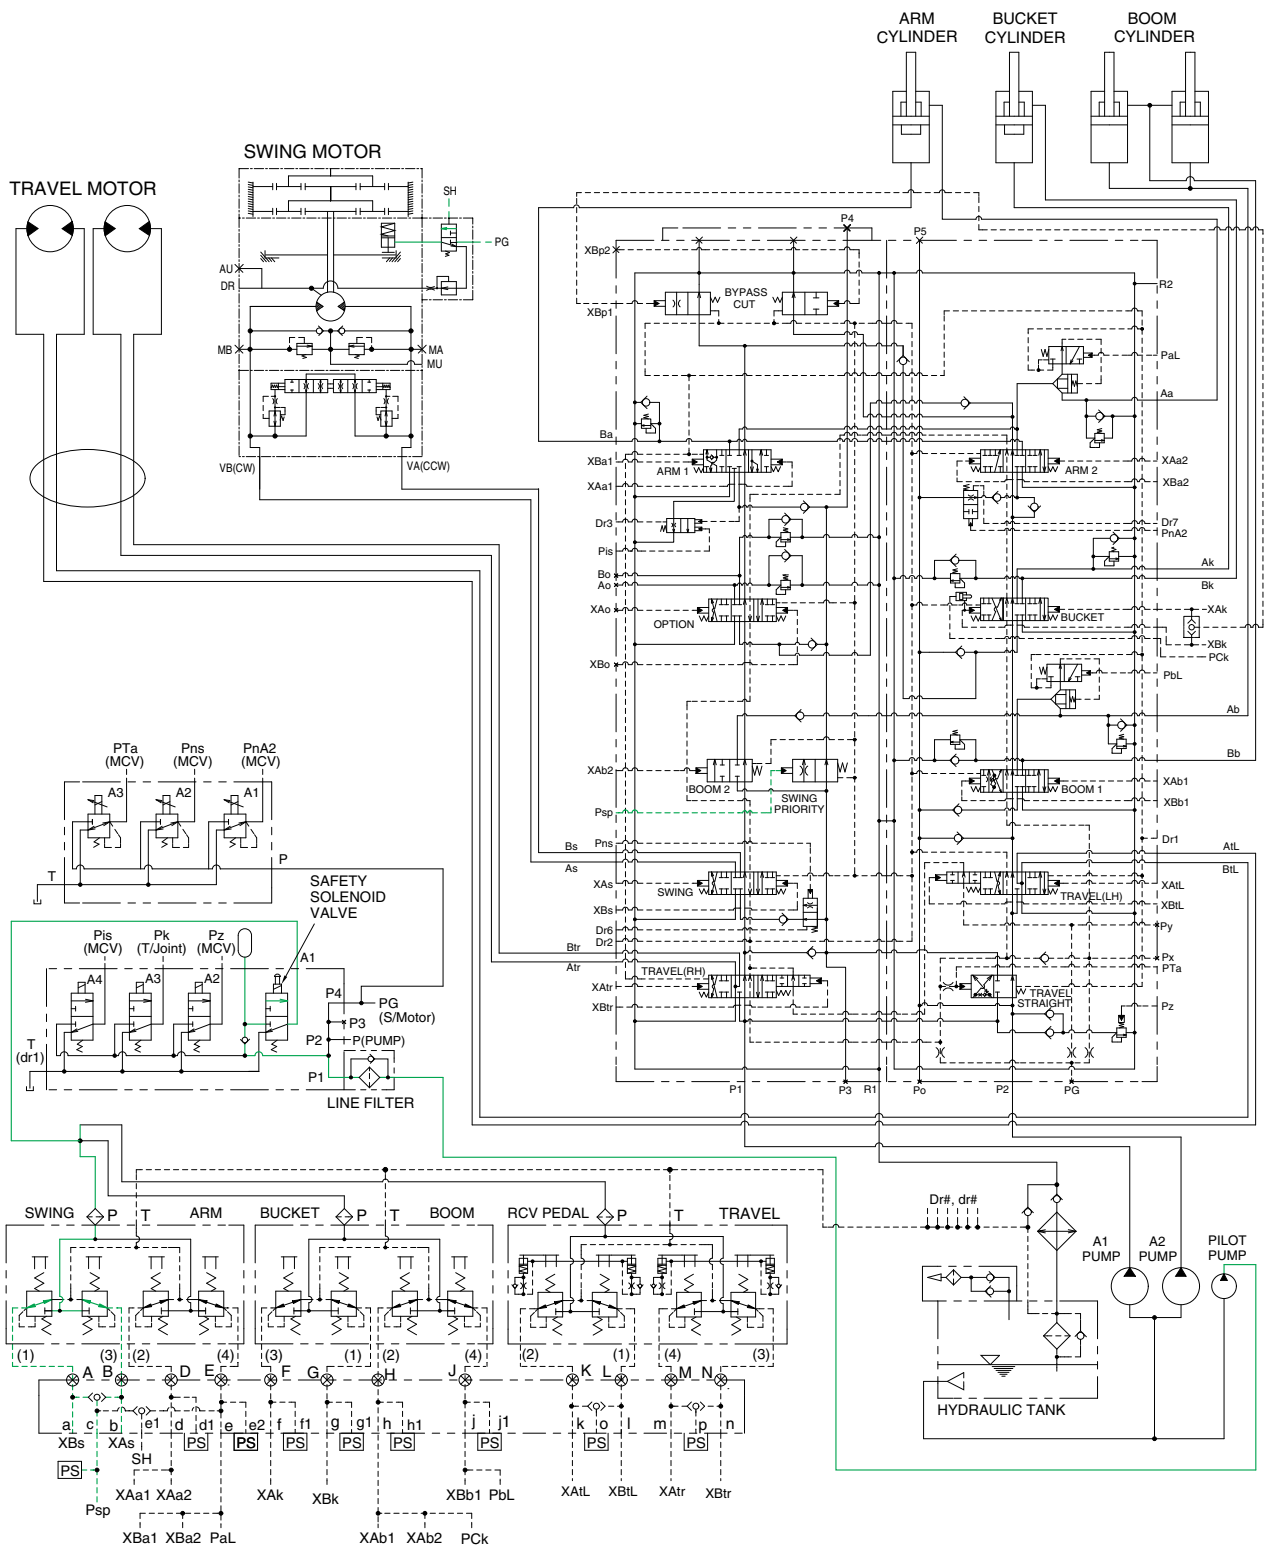 ARM
CYLINDER
BUCKET
CYLINDER
BOOM
CYLINDER
SWING MOTOR
TRAVEL MOTOR
SH
PG
AU
DR
MB
MA
MU
VB(CW)
VA(CCW)
P4
P5
XBp2
XBp1
BYPASS
CUT
R2
PaL
Aa
Ba
XBa1
ARM 1
XAa1
ARM 2
XAa2
XBa2
Dr3
Pis
Dr7
PnA2
Bo
Ao
Ak
Bk
XAo
OPTION
BUCKET
XAk
XBo
XBk
PCk
PbL
Ab
XAb2
BOOM 2
SWING
PRIORITY
Bb
BOOM 1
XAb1
XBb1
Psp
Pns
Dr1
Bs
As
AtL
BtL
XAs
SWING
TRAVEL(LH)
XAtL
XBs
XBtL
Dr6
Dr2
Py
Btr
Atr
TRAVEL(RH)
Px
PTa
XAtr
XBtr
TRAVEL
STRAIGHT
Pz
P1
P3
R1
Po
P2
PG
PTa
(MCV)
Pns
(MCV)
PnA2
(MCV)
A3
A2
A1
T
P
SAFETY
SOLENOID
VALVE
Pis
(MCV)
Pk
(T/Joint)
Pz
(MCV)
A1
A4
A3
A2
P4
PG
(S/Motor)
P3
P2
P(PUMP)
T
(dr1)
P1
LINE FILTER
SWING
P
T
ARM
BUCKET
P
T
BOOM
RCV PEDAL
P
T
TRAVEL
Dr#, dr#
A1
PUMP
A2
PUMP
PILOT
PUMP
HYDRAULIC TANK
(1)
(3)
(2)
(4)
(3)
(1)
(2)
(4)
(2)
(1)
(4)
(3)
A
B
D
E
F
G
H
J
K
L
M
N
a
c
b
e1
d
d1
e
e2
f
f1
g
g1
h
h1
j
j1
k
o
l
m
p
n
XBs
XAs
SH
PS
PS
PS
PS
PS
PS
PS
PS
PS
Psp
XAa1
XAa2
XAk
XBk
XBb1
PbL
XAtL
XBtL
XAtr
XBtr
XBa1
XBa2
PaL
XAb1
XAb2
PCk